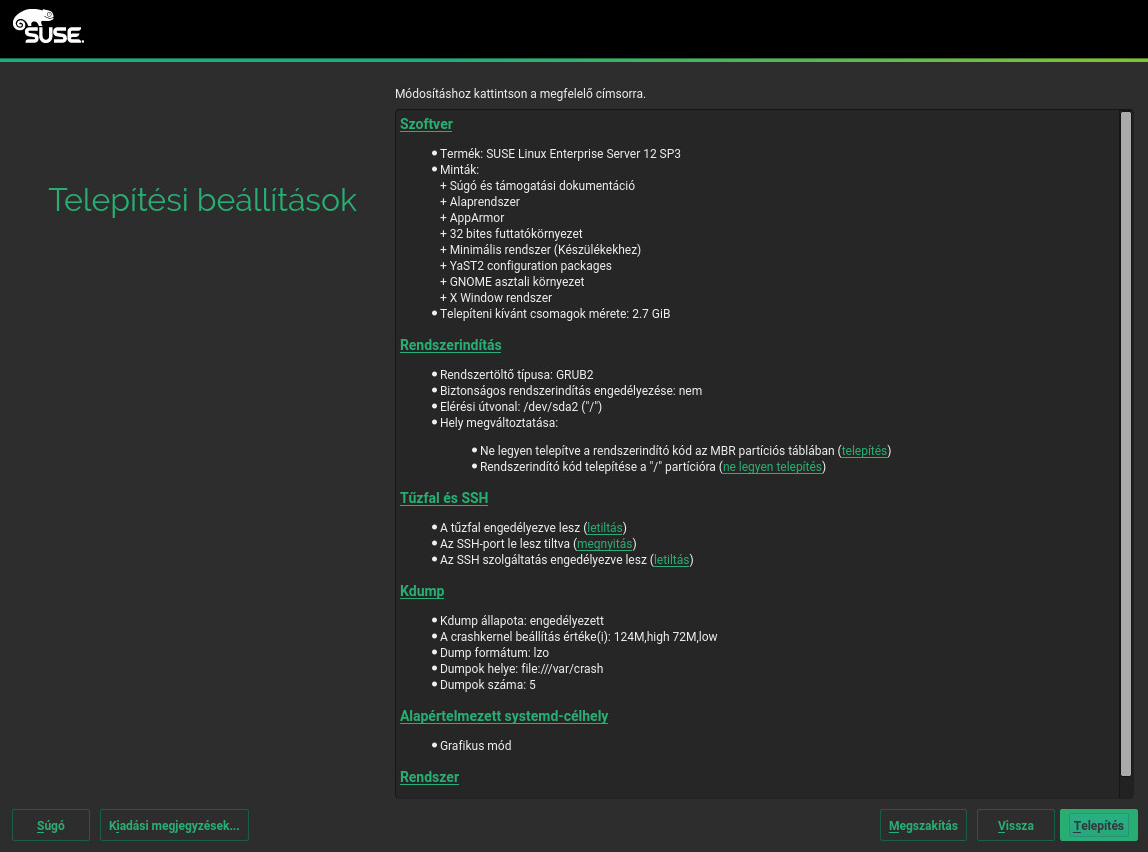 SUSE
Módosításhoz kattintson a megfelelő címsorra.
Telepítési beállítások
Szoftver
Termék: SUSE Linux Enterprise Server 12 SP3
Minták:
+ Súgó és támogatási dokumentáció
+ Alaprendszer
+ AppArmor
+ 32 bites futtatókörnyezet
+ Minimális rendszer (Készülékekhez)
+ YaST2 configuration packages
+ GNOME asztali környezet
+ X Window rendszer
Telepíteni kívánt csomagok mérete: 2.7 GiB
Rendszerindítás
Rendszertöltő típusa: GRUB2
Biztonságos rendszerindítás engedélyezése: nem
Elérési útvonal: /dev/sda2 ("/")
Hely megváltoztatása:
Ne legyen telepítve a rendszerindító kód az MBR partíciós táblában (telepítés)
Rendszerindító kód telepítése a "/" partícióra (ne legyen telepítés)
Tűzfal és SSH
A tűzfal engedélyezve lesz (letiltás)
Az SSH-port le lesz tiltva (megnyitás)
Az SSH szolgáltatás engedélyezve lesz (letiltás)
Kdump
Kdump állapota: engedélyezett
A crashkernel beállítás értéke(i): 124M,high 72M,low
Dump formátum: lzo
Dumpok helye: file:///var/crash
Dumpok száma: 5
Alapértelmezett systemd-célhely
Grafikus mód
Rendszer
Súgó Kiadási megjegyzések... Megszakítás Vissza Telepítés